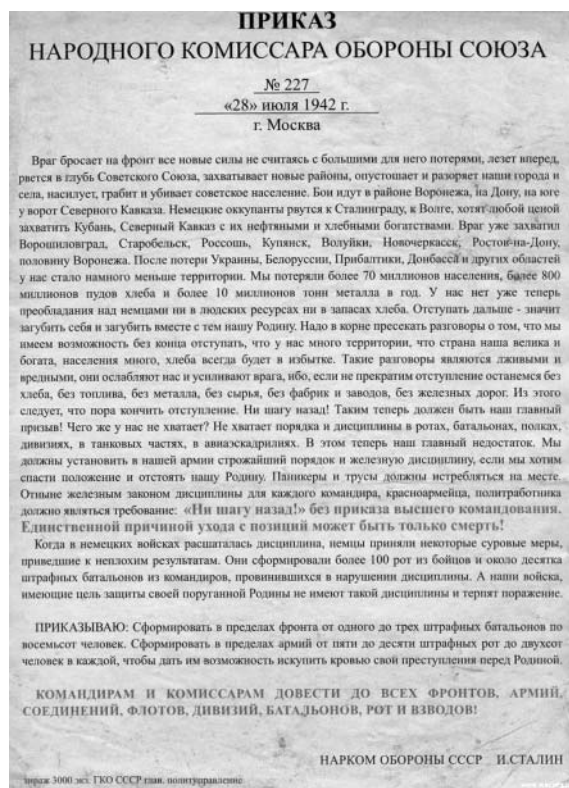 ПРИКАЗ
НАРОДНОГО КОМИССАРА ОБОРОНЫ СОЮЗА
№ 227
«28» июля 1942 г.
г. Москва
Враг бросает на фронт все новые силы не считаясь с большими для него потерями, лезет вперед,
рвется в глубь Советского Союза, захватывает новые районы, опустошает и разоряет наши города и
села, насилует, грабит и убивает советское население. Бои идут в районе Воронежа, на Дону, на юге
у ворот Северного Кавказа. Немецкие оккупанты рвутся к Сталинграду, к Волге, хотят любой ценой
захватить Кубань, Северный Кавказ с их нефтяными и хлебными богатствами. Враг уже захватил
Ворошиловград, Старобельск, Россошь, Купянск, Волуйки, Новочеркасск, Ростов-на-Дону,
половину Воронежа. После потери Украины, Белоруссии, Прибалтики, Донбасса и других областей
у нас стало намного меньше территории. Мы потеряли более 70 миллионов населения, более 800
миллионов пудов хлеба и более 10 миллионов тонн металла в год. У нас нет уже теперь
преобладания над немцами ни в людских ресурсах ни в запасах хлеба. Отступать дальше - значит
загубить себя и загубить вместе с тем нашу Родину. Надо в корне пресекать разговоры о том, что мы
имеем возможность без конца отступать, что у нас много территории, что страна наша велика и
богата, населения много, хлеба всегда будет в избытке. Такие разговоры являются лживыми и
вредными, они ослабляют нас и усиливают врага, ибо, если не прекратим отступление останемся без
хлеба, без топлива, без металла, без сырья, без фабрик и заводов, без железных дорог. Из этого
следует, что пора кончить отступление. Ни шагу назад! Таким теперь должен быть наш главный
призыв! Чего же у нас не хватает? Не хватает порядка и дисциплины в ротах, батальонах, полках,
дивизиях, в танковых частях, в авиаэскадрилиях. В этом теперь наш главный недостаток. Мы
должны установить в нашей армии строжайший порядок и железную дисциплину, если мы хотим
спасти положение и отстоять нашу Родину. Паникеры и трусы должны истребляться на месте.
Отныне железным законом дисциплины для каждого командира, красноармейца, политработника
должно являться требование: «Ни шагу назад!» без приказа высшего командования.
Единственной причиной ухода с позиций может быть только смерть!
Когда в немецких войсках расшаталась дисциплина, немцы приняли некоторые суровые меры,
приведшие к неплохим результатам. Они сформировали более 100 рот из бойцов и около десятка
штрафных батальонов из командиров, провинившихся в нарушении дисциплины. А наши войска,
имеющие цель защиты своей поруганной Родины не имеют такой дисциплины и терпят поражение.
ПРИКАЗЫВАЮ: Сформировать в пределах фронта от одного до трех штрафных батальонов по
восемьсот человек. Сформировать в пределах армий от пяти до десяти штрафных рот до двухсот
человек в каждой, чтобы дать им возможность искупить кровью свой преступления перед Родиной.
КОМАНДИРАМ И КОМИССАРАМ ДОВЕСТИ ДО ВСЕХ ФРОНТОВ, АРМИЙ,
СОЕДИНЕНИЙ, ФЛОТОВ, ДИВИЗИЙ, БАТАЛЬОНОВ, РОТ И ВЗВОДОВ!
НАРКОМ ОБОРОНЫ СССР И.СТАЛИН
тираж 3000 экз. ГКО СССР глав. политуправление